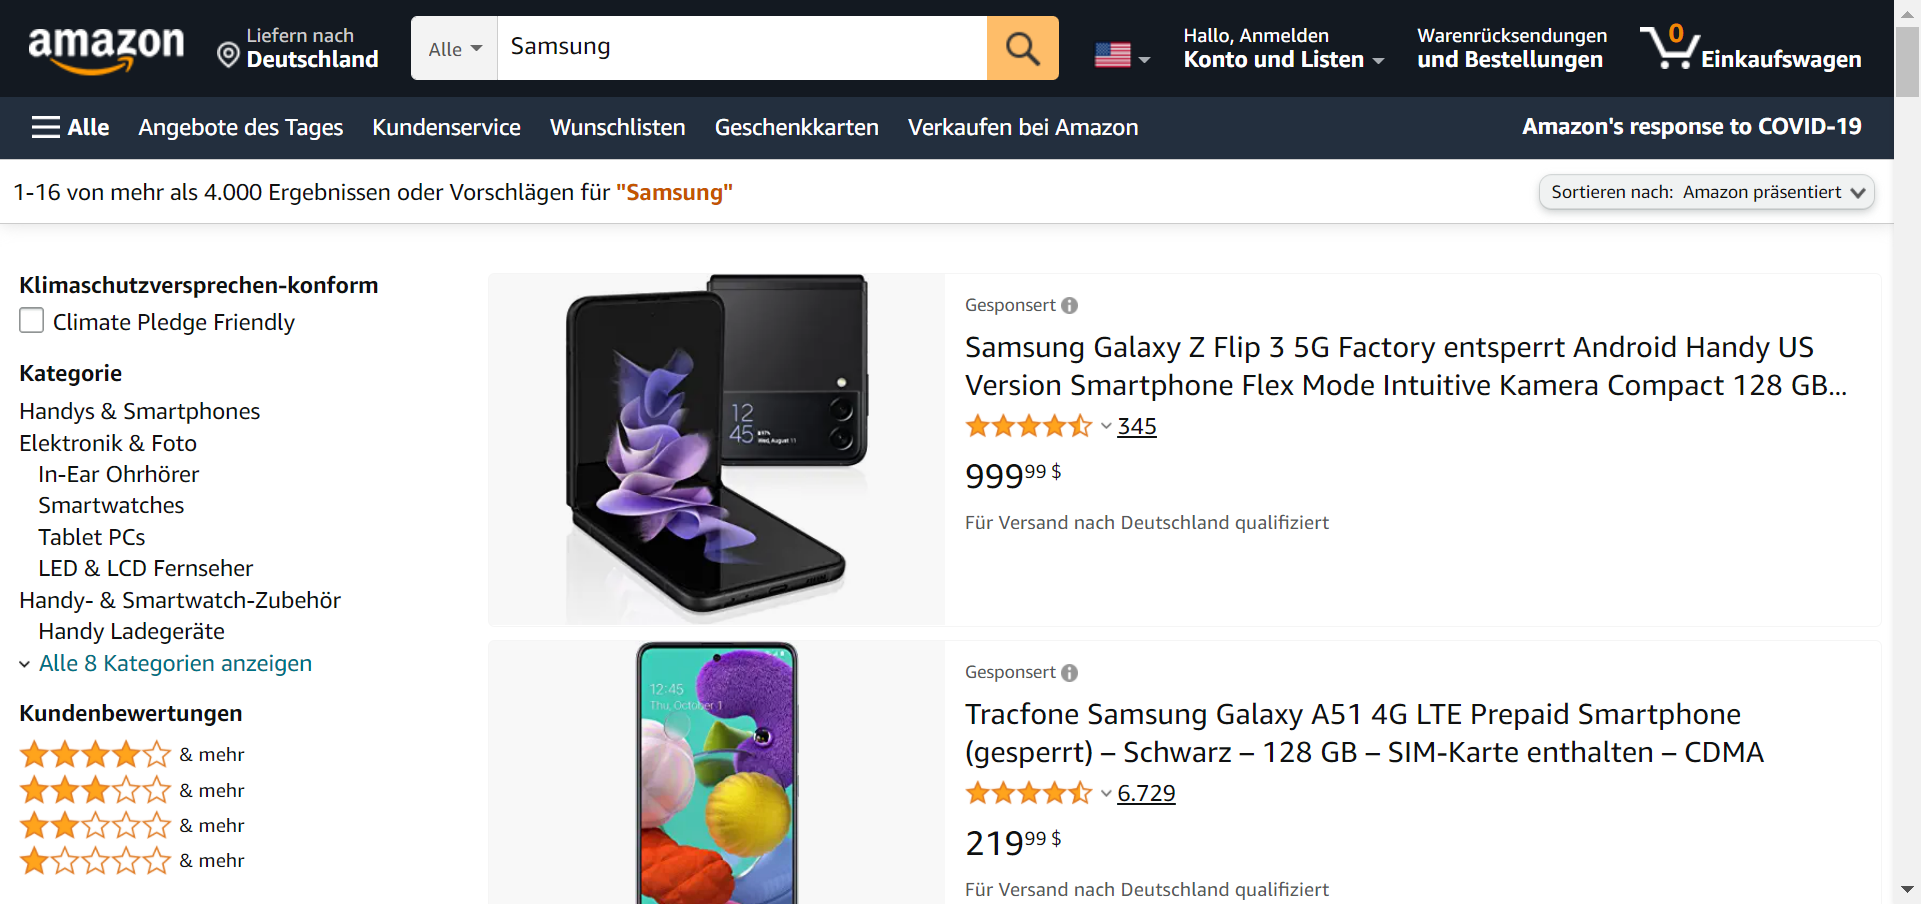 amazon
Liefern nach
Deutschland
Alle
Samsung
Hallo, Anmelden
Konto und Listen
Warenrücksendungen
und Bestellungen
0
Einkaufswagen
Alle
Angebote des Tages
Kundenservice
Wunschlisten
Geschenkkarten
Verkaufen bei Amazon
Amazon's response to COVID-19
1-16 von mehr als 4.000 Ergebnissen oder Vorschlägen für "Samsung"
Sortieren nach: Amazon präsentiert
Klimaschutzversprechen-konform
Climate Pledge Friendly
Kategorie
Handys & Smartphones
Elektronik & Foto
In-Ear Ohrhörer
Smartwatches
Tablet PCs
LED & LCD Fernseher
Handy- & Smartwatch-Zubehör
Handy Ladegeräte
Alle 8 Kategorien anzeigen
Kundenbewertungen
& mehr
& mehr
& mehr
& mehr
12
45
Wed, August 11
Gesponsert
Samsung Galaxy Z Flip 3 5G Factory entsperrt Android Handy US
Version Smartphone Flex Mode Intuitive Kamera Compact 128 GB...
345
999 99 $
Für Versand nach Deutschland qualifiziert
12:45
Thu, October 1
Gesponsert
Tracfone Samsung Galaxy A51 4G LTE Prepaid Smartphone
(gesperrt) – Schwarz – 128 GB – SIM-Karte enthalten – CDMA
6.729
219 99 $
Für Versand nach Deutschland qualifiziert